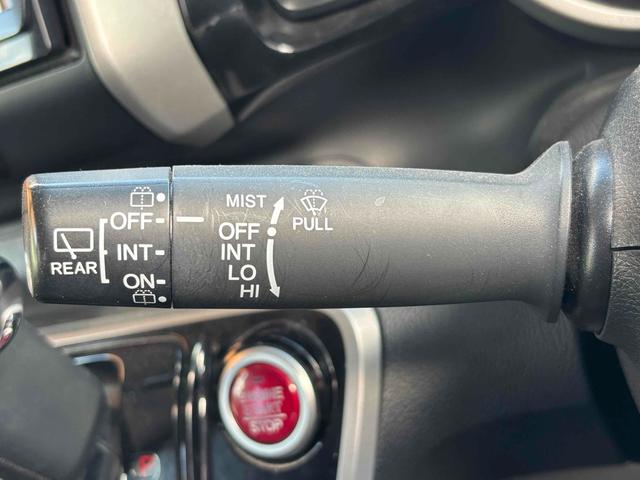 OFF
INT
ON
REAR
MIST
PULL
OFF
INT
LO
HI
ENGINE
START
STOP